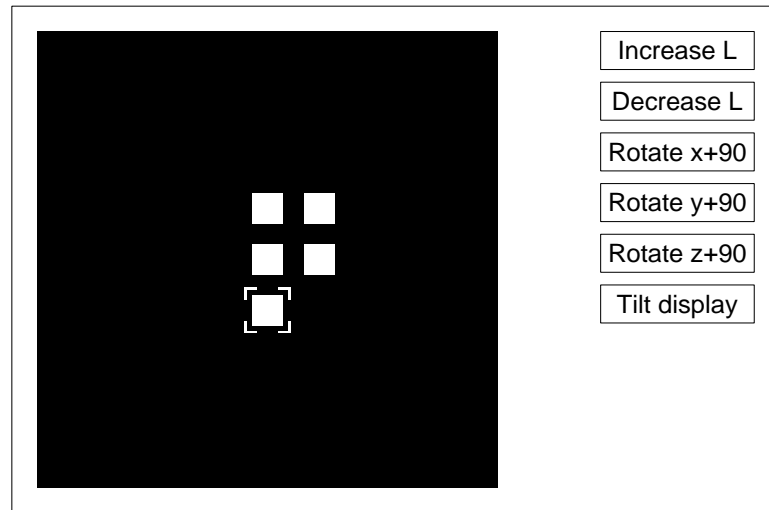 Increase L
Decrease L
Rotate x+90
Rotate y+90
Rotate z+90
Tilt display